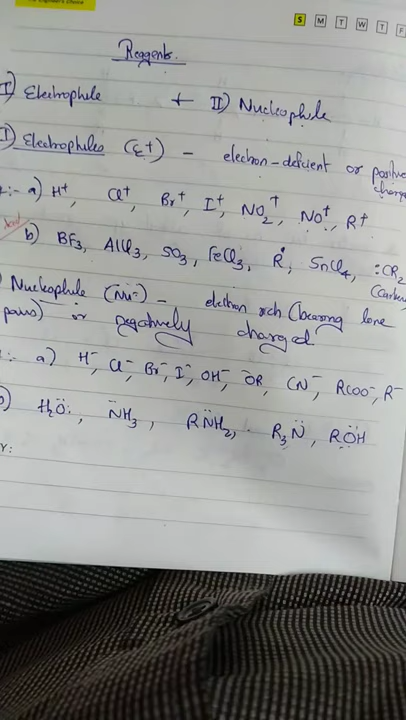 S M T W T F
Reagents.
I) Electrophile + II) Nucleophile
I) Electrophiles (E+) – electron-deficient or positive charge
:- a) H⁺, Cl⁺, Br⁺, I⁺, NO₂⁺, NO⁺, R⁺
b) BF₃, AlCl₃, SO₃, FeCl₃, Ṙ, SnCl₄, :CR₂
(Carben
) Nucleophile (Nu:⁻) – electron rich (bearing lone
pairs) or negatively charged
:- a) H⁻, Cl⁻, Br⁻, I⁻, OH⁻, ŌR, CN⁻, RCOO⁻, R⁻
b) H₂Ö:, N̈H₃, RN̈H₂, R₃N̈, RÖH
Y: